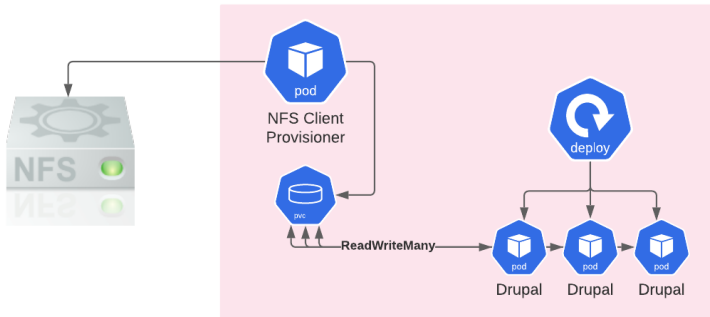 pod
NFS Client
Provisioner
deploy
NFS
pvc
ReadWriteMany
pod
pod
pod
Drupal
Drupal
Drupal